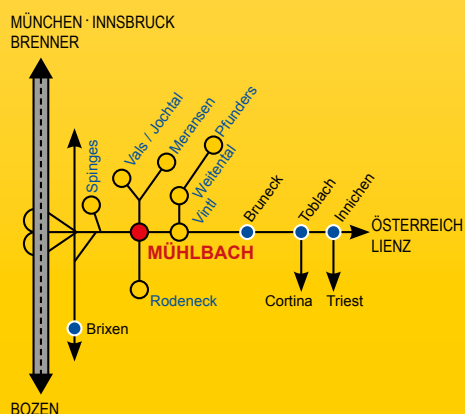 MÜNCHEN · INNSBRUCK
BRENNER
Spinges
Vals / Jochtal
Meransen
Pfunders
Weitental
Vintl
Bruneck
Toblach
Innichen
ÖSTERREICH
LIENZ
MÜHLBACH
Rodeneck
Cortina
Triest
Brixen
BOZEN